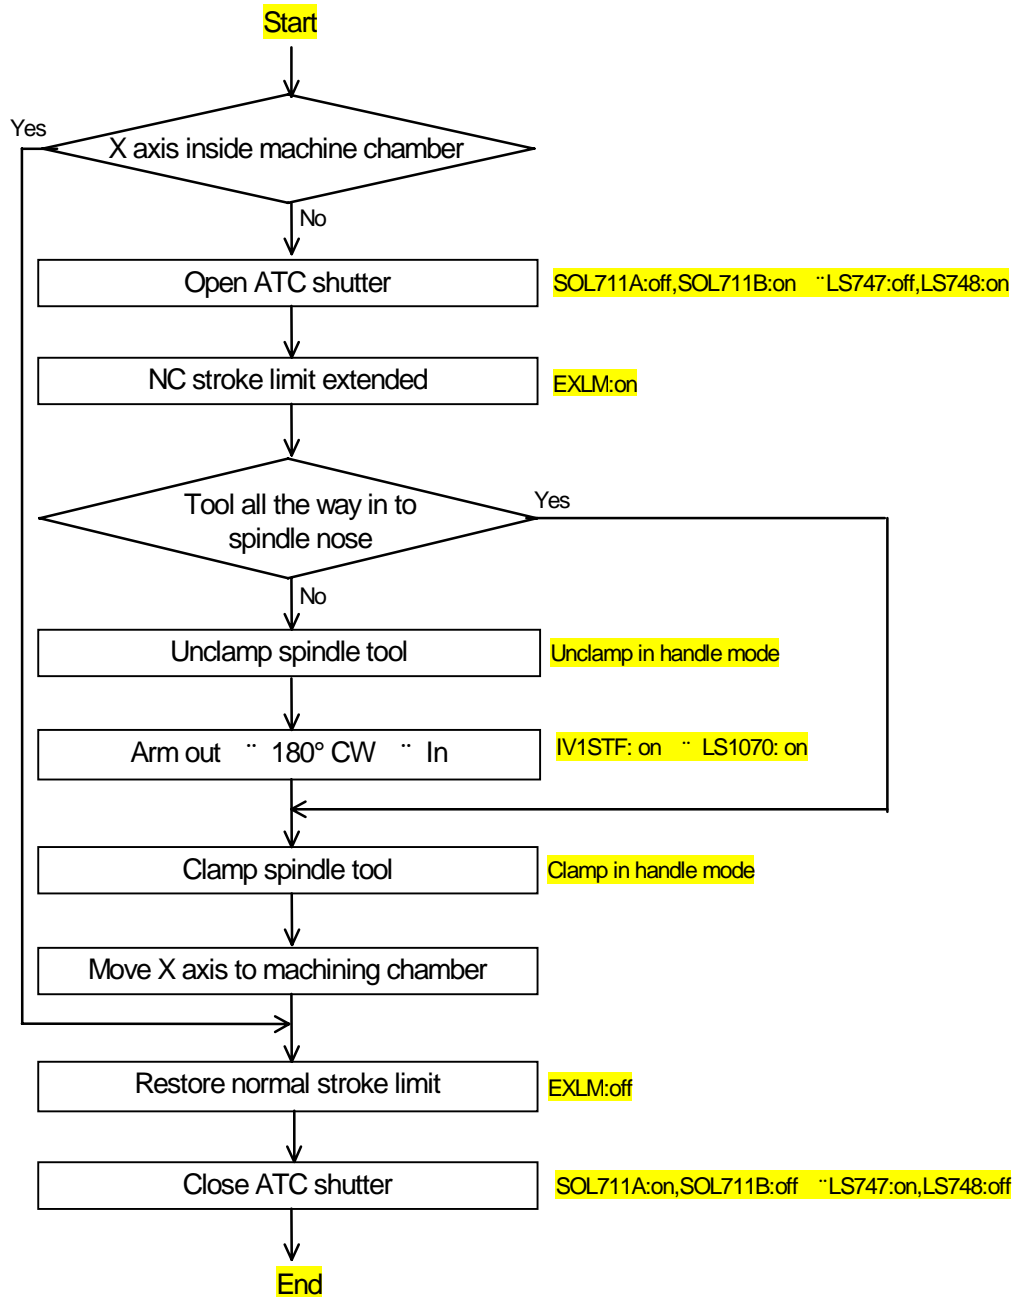 Start
Yes
X axis inside machine chamber
No
Open ATC shutter
SOL711A:off,SOL711B:on ¨LS747:off,LS748:on
NC stroke limit extended
EXLM:on
Tool all the way in to
spindle nose
Yes
No
Unclamp spindle tool
Unclamp in handle mode
Arm out ¨ 180° CW ¨ In
IV1STF: on ¨ LS1070: on
Clamp spindle tool
Clamp in handle mode
Move X axis to machining chamber
Restore normal stroke limit
EXLM:off
Close ATC shutter
SOL711A:on,SOL711B:off ¨LS747:on,LS748:off
End